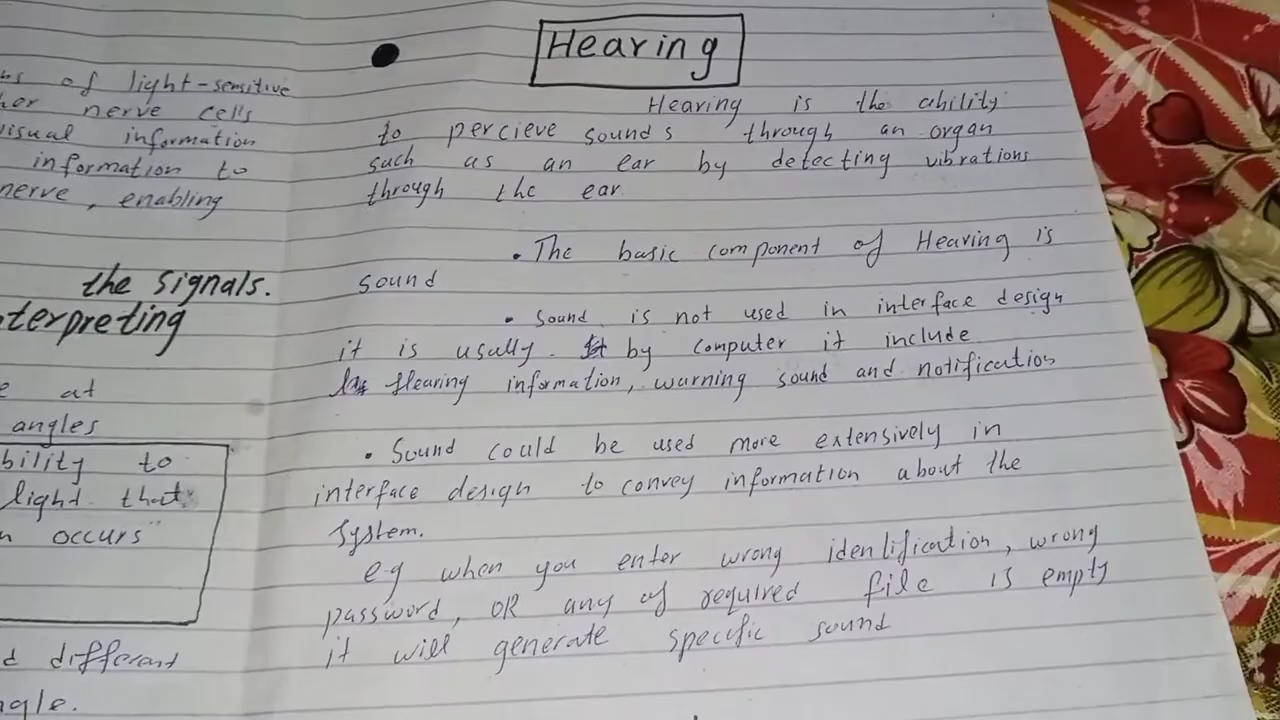 of light-sensitive
nerve cells
visual information
information to
nerve, enabling
the signals.
terpreting
at
angles
bility to
light that
occurs"
different
ngle.
Hearing
Hearing is the ability
to percieve sounds through an organ
such as an ear by detecting vibrations
through the ear.
• The basic component of Hearing is
sound
• Sound is not used in interface design
it is usully. by computer it include
information, warning sound and notification
• Sound could be used more extensively in
interface design to convey information about the
system.
e.g when you enter wrong identification, wrong
password, OR any of required file is empty
it will generate specific sound